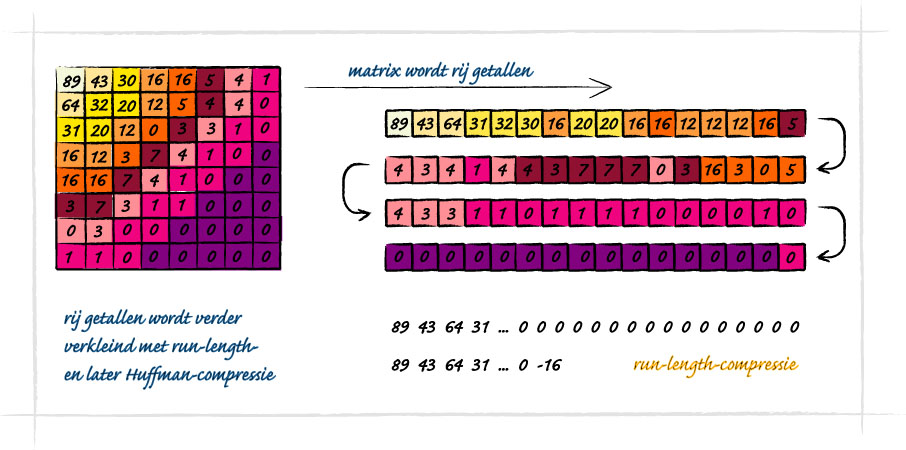 matrix wordt rij getallen
89 43 30 16 16 5 4 1
64 32 20 12 5 4 4 0
31 20 12 0 3 3 1 0
16 12 3 7 4 1 0 0
16 16 7 4 1 0 0 0
3 7 3 1 1 0 0 0
0 3 0 0 0 0 0 0
1 1 0 0 0 0 0 0
89 43 64 31 32 30 16 20 20 16 16 12 12 12 16 5
4 3 4 1 4 4 3 7 7 7 0 3 16 3 0 5
4 3 3 1 1 0 1 1 1 1 0 0 0 0 1 0
0 0 0 0 0 0 0 0 0 0 0 0 0 0 0 0
rij getallen wordt verder
verkleind met run-length-
en later Huffman-compressie
89 43 64 31 ... 0 0 0 0 0 0 0 0 0 0 0 0 0 0 0 0
89 43 64 31 ... 0 -16
run-length-compressie